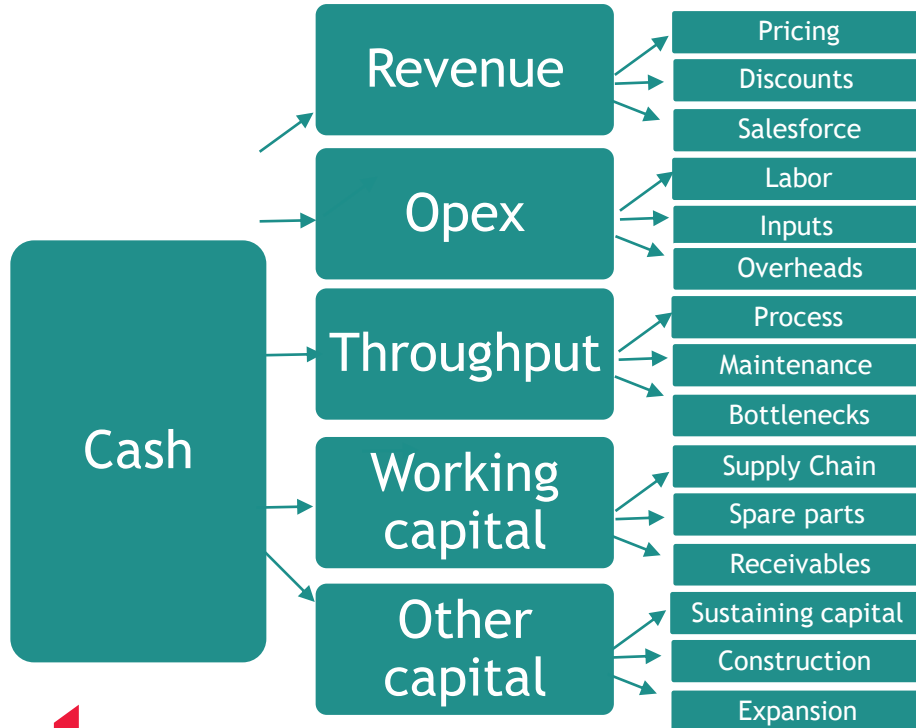 Cash
Revenue
Pricing
Discounts
Salesforce
Opex
Labor
Inputs
Overheads
Throughput
Process
Maintenance
Bottlenecks
Working
capital
Supply Chain
Spare parts
Receivables
Other
capital
Sustaining capital
Construction
Expansion